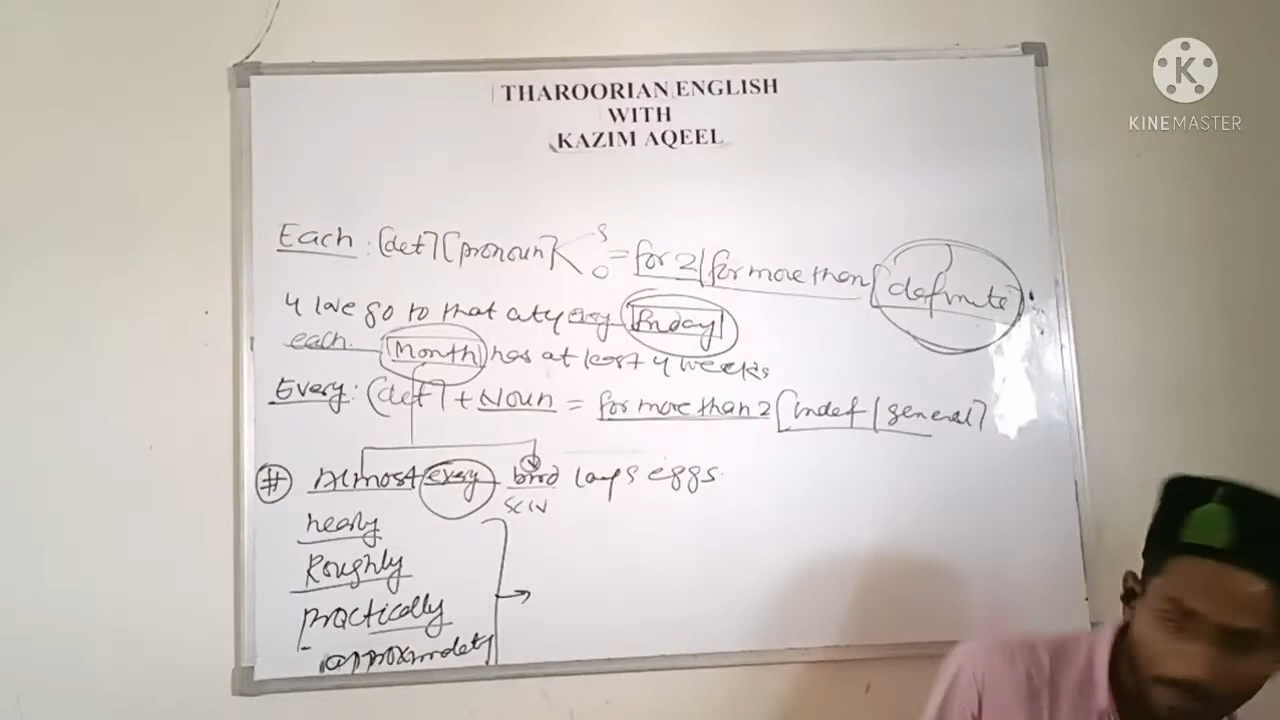 THAROORIAN ENGLISH
WITH
KAZIM AQEEL
K
KINEMASTER
Each : [det] [pronoun] < S O = for 2 / for more than [definite]
go to that city every [Friday]
each [Month] has at least 4 weeks
Every : [det] + Noun = for more than 2 [indef / general]
# Almost every bird lays eggs.
nearly
Roughly
practically